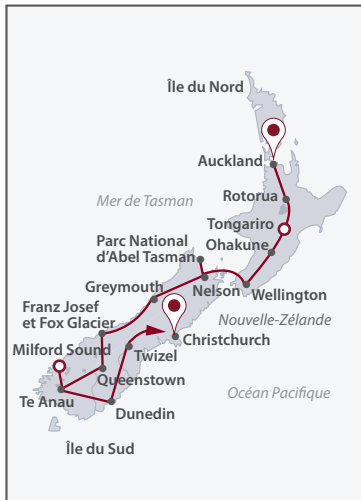 Île du Nord
Auckland
Rotorua
Mer de Tasman
Tongariro
Parc National
d'Abel Tasman
Ohakune
Greymouth
Nelson
Wellington
Franz Josef
et Fox Glacier
Nouvelle-Zélande
Christchurch
Milford Sound
Twizel
Queenstown
Océan Pacifique
Te Anau
Dunedin
Île du Sud